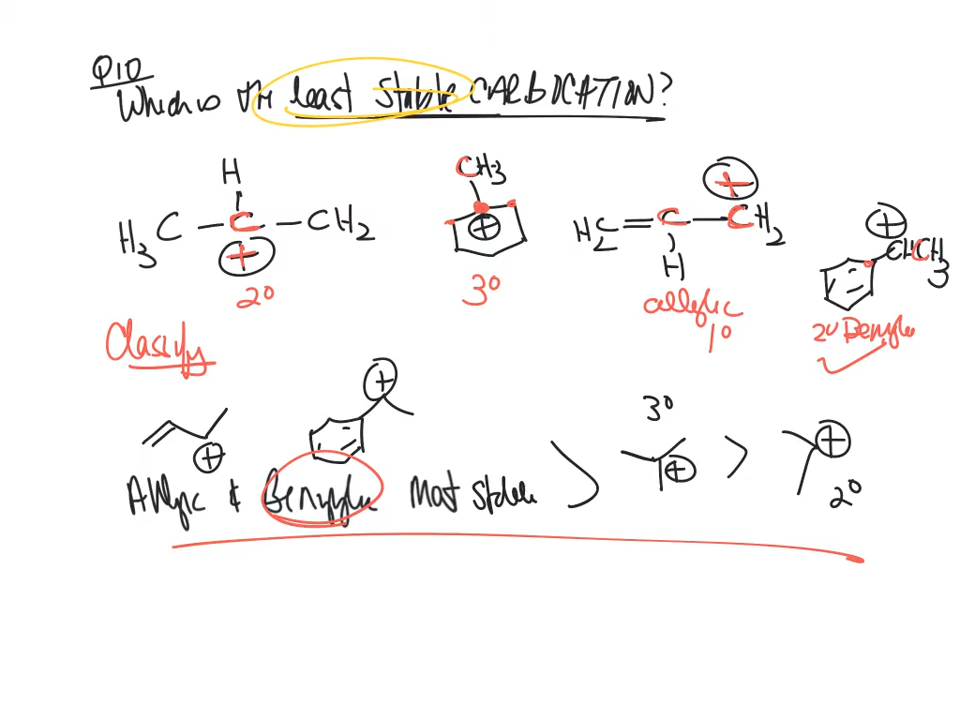 Q10
Which is the least stable CARBOCATION?
H
H3C - C - CH2
+
2°
CH3
+
3°
H2C = C - CH2
+
H
allylic
1°
+
CHCH3
2° Benzylic
Classify
+
+
Allylic & Benzylic Most stable > 3° + > + 2°